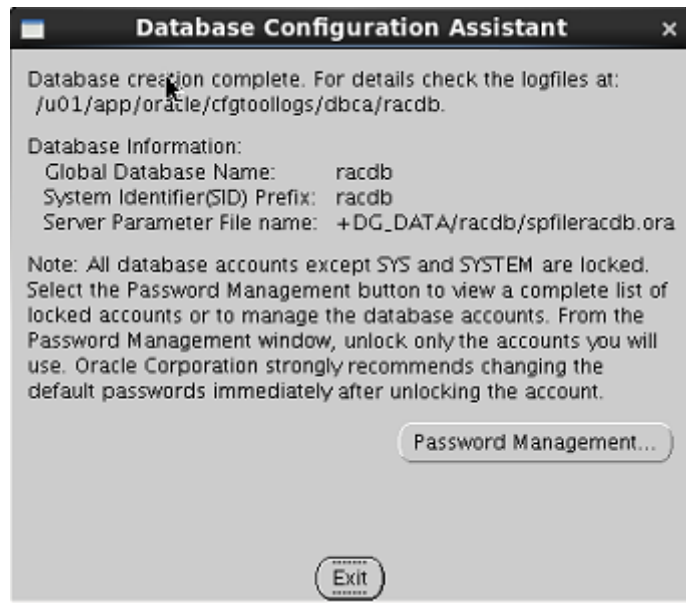 Database Configuration Assistant
Database creation complete. For details check the logfiles at:
/u01/app/oracle/cfgtoollogs/dbca/racdb.
Database Information:
Global Database Name: racdb
System Identifier(SID) Prefix: racdb
Server Parameter File name: +DG_DATA/racdb/spfileracdb.ora
Note: All database accounts except SYS and SYSTEM are locked.
Select the Password Management button to view a complete list of
locked accounts or to manage the database accounts. From the
Password Management window, unlock only the accounts you will
use. Oracle Corporation strongly recommends changing the
default passwords immediately after unlocking the account.
Password Management...
Exit